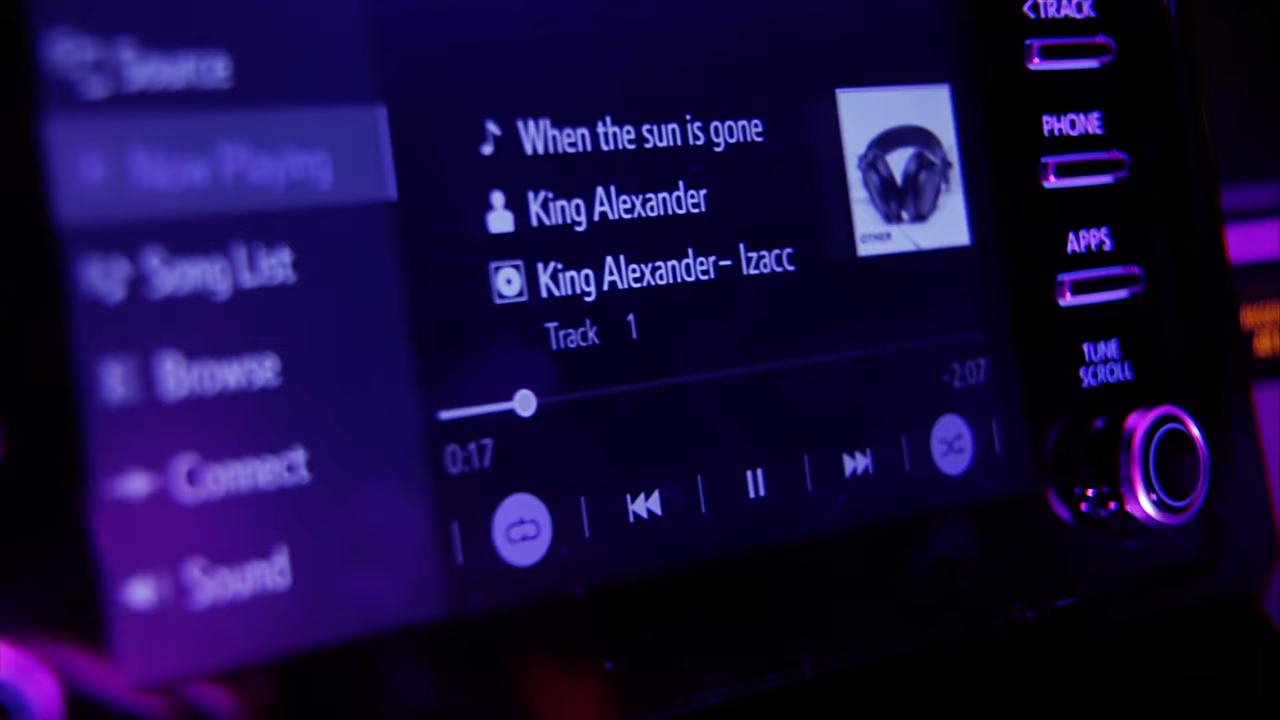 Source
Now Playing
Song List
Browse
Connect
Sound
When the sun is gone
King Alexander
King Alexander- Izacc
Track 1
0:17
-2:07
OTHER
<TRACK
PHONE
APPS
TUNE
SCROLL